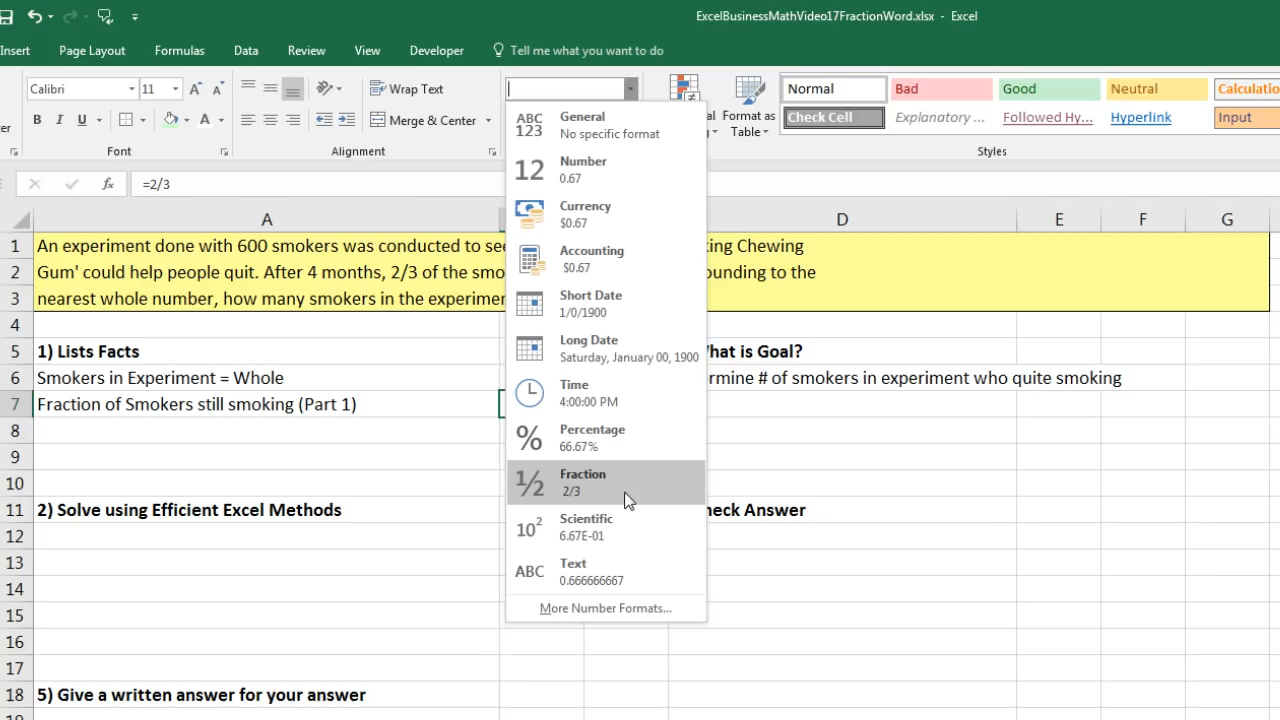 ExcelBusinessMathVideo17FractionWord.xlsx - Excel
Insert Page Layout Formulas Data Review View Developer Tell me what you want to do
Calibri 11 A A Wrap Text
Normal Bad Good Neutral Calculatio
B I U A Merge & Center
Format as
Table
Check Cell Explanatory ... Followed Hy... Hyperlink Input
Font Alignment Styles
fx =2/3
A D E F G
1 An experiment done with 600 smokers was conducted to se
ing Chewing
2 Gum' could help people quit. After 4 months, 2/3 of the smo
ounding to the
3 nearest whole number, how many smokers in the experimen
4
5 1) Lists Facts
hat is Goal?
6 Smokers in Experiment = Whole
rmine # of smokers in experiment who quite smoking
7 Fraction of Smokers still smoking (Part 1)
8
9
10
11 2) Solve using Efficient Excel Methods
heck Answer
12
13
14
15
16
17
18 5) Give a written answer for your answer
ABC
123
General
No specific format
12
Number
0.67
Currency
$0.67
Accounting
$0.67
Short Date
1/0/1900
Long Date
Saturday, January 00, 1900
Time
4:00:00 PM
%
Percentage
66.67%
½
Fraction
2/3
10²
Scientific
6.67E-01
ABC
Text
0.666666667
More Number Formats...